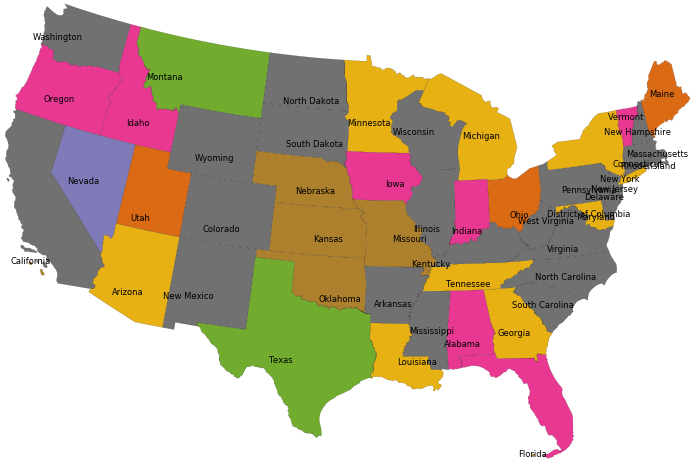 Washington
Montana
Maine
Oregon
North Dakota
Vermont
Idaho
Minnesota
Wisconsin
New Hampshire
Michigan
South Dakota
Massachusetts
Wyoming
Connecticut
Rhode Island
Nevada
Nebraska
Iowa
New York
Pennsylvania
New Jersey
Delaware
Utah
Ohio
District of Columbia
Maryland
West Virginia
Colorado
Kansas
Missouri
Illinois
Indiana
Virginia
California
Kentucky
North Carolina
Arizona
New Mexico
Oklahoma
Arkansas
Tennessee
South Carolina
Mississippi
Georgia
Alabama
Texas
Louisiana
Florida